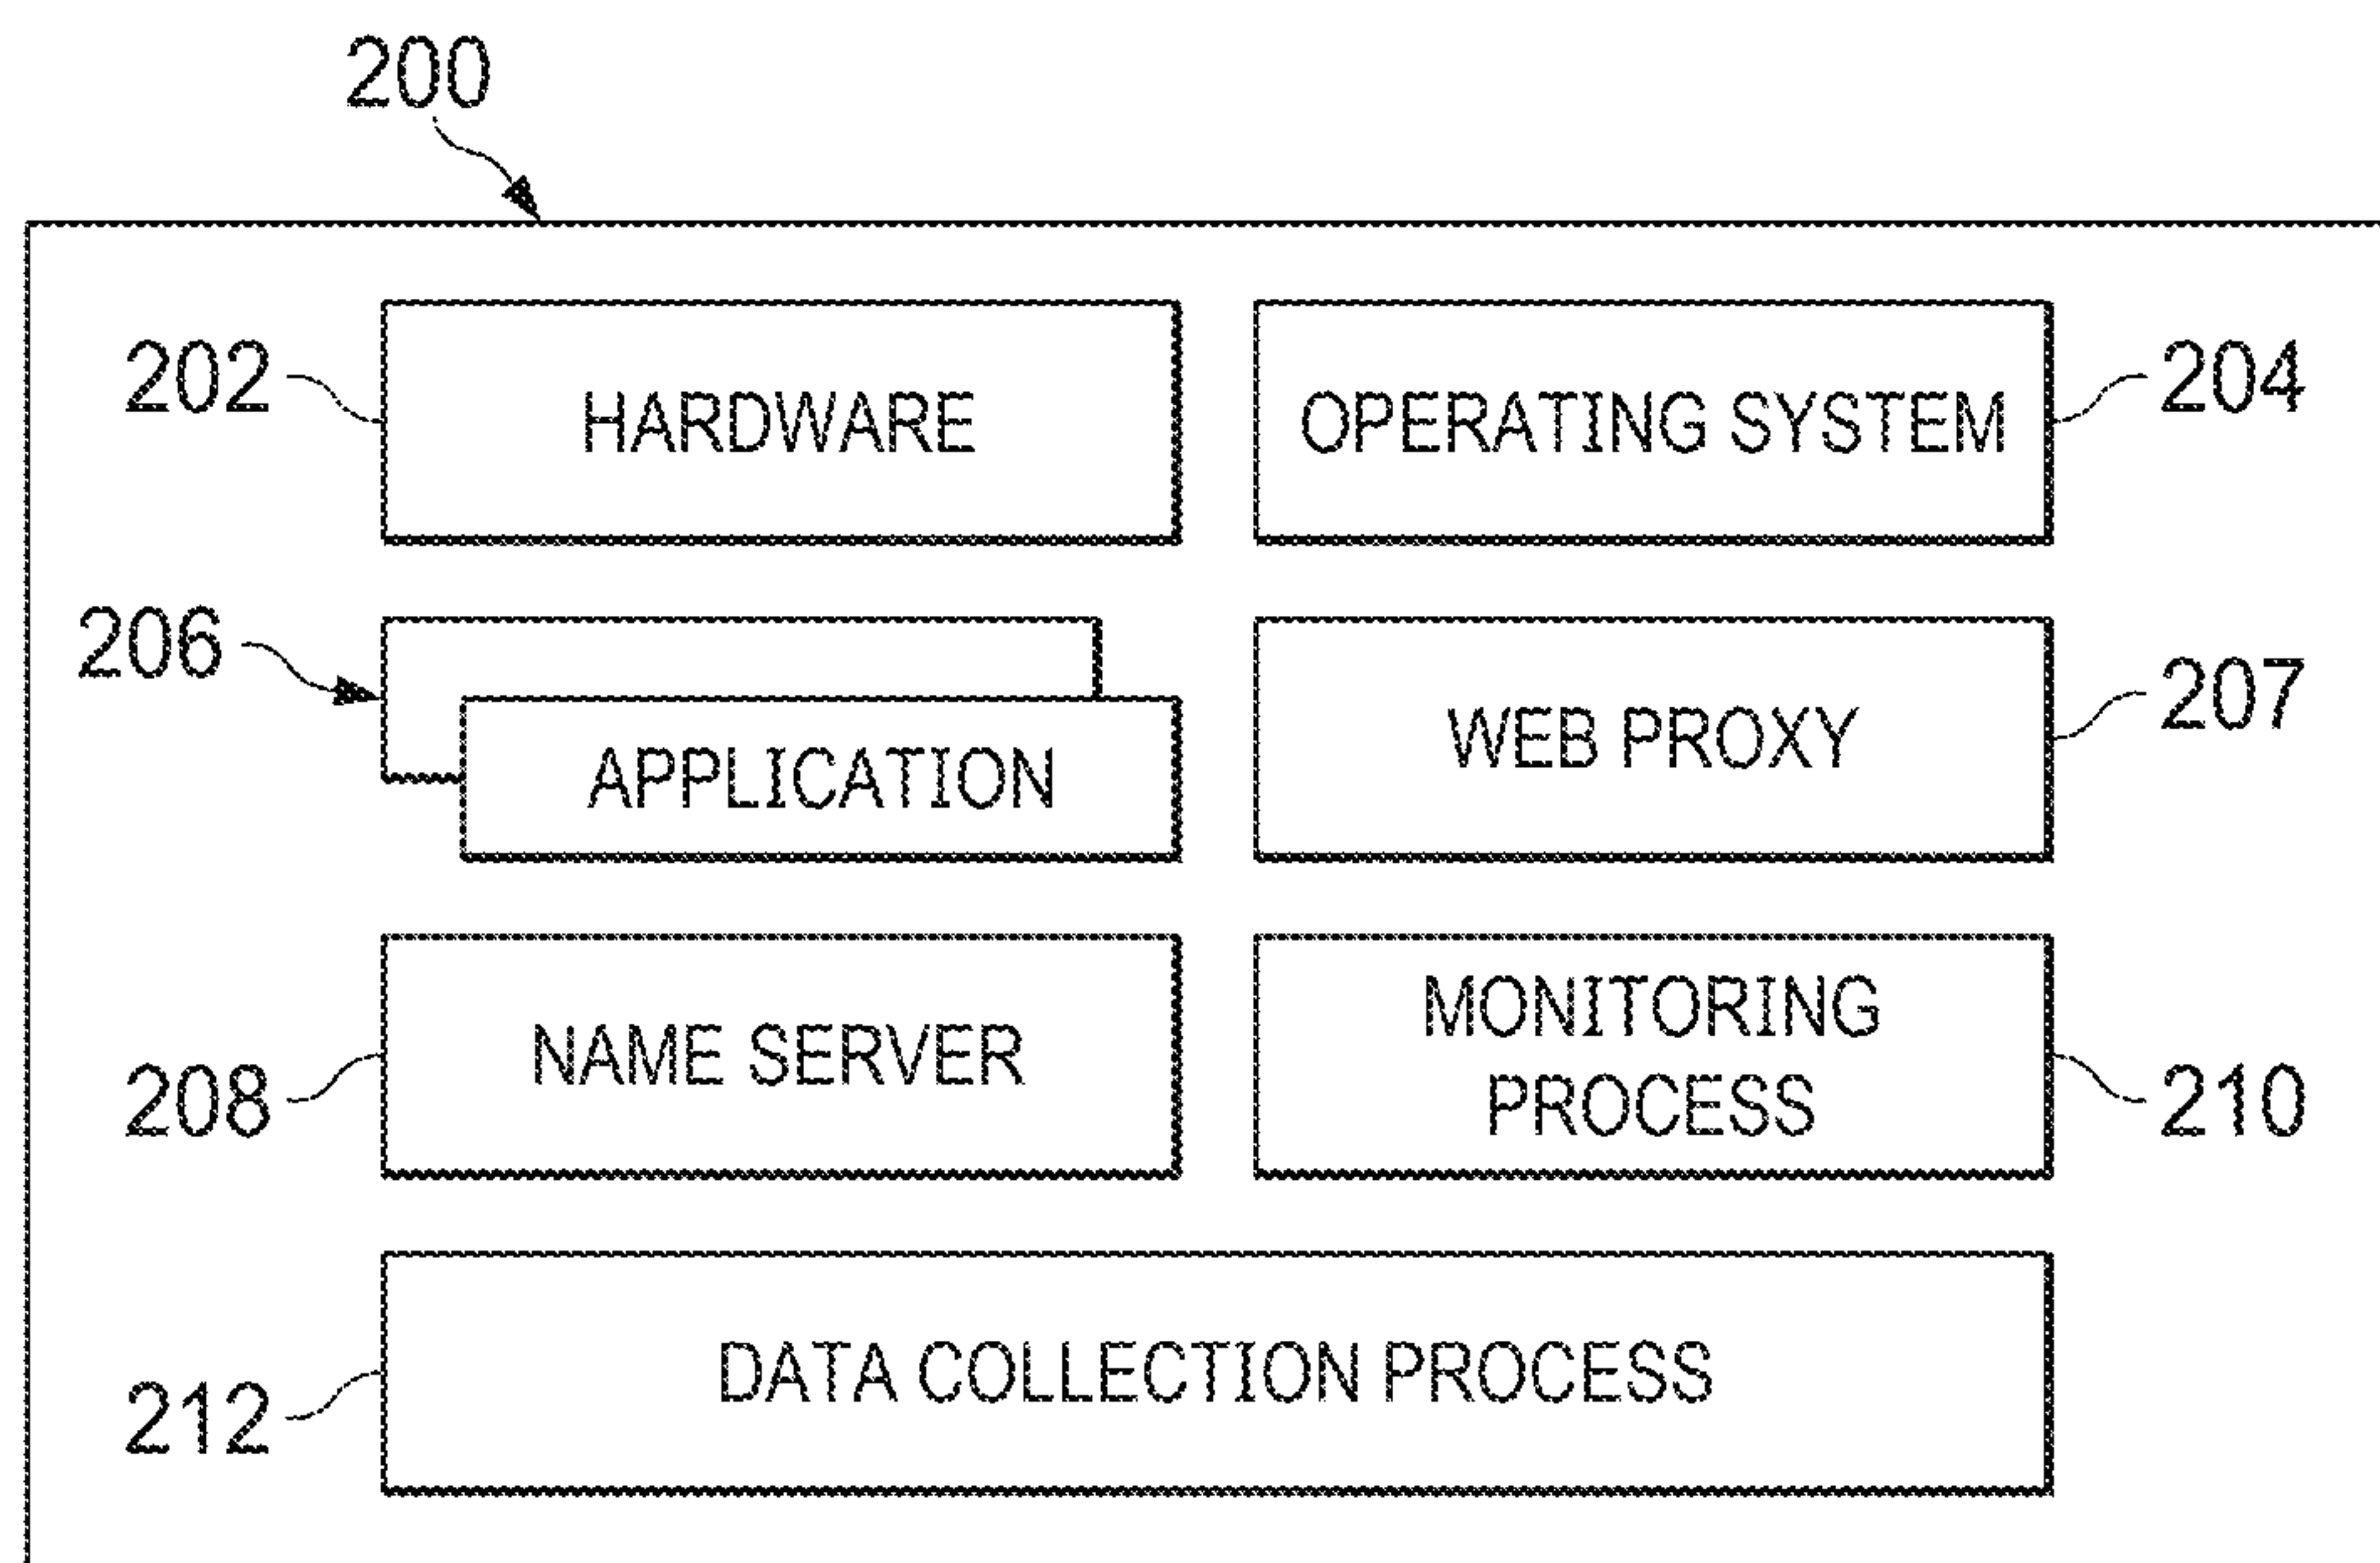 200
202
HARDWARE
OPERATING SYSTEM
204
206
APPLICATION
WEB PROXY
207
208
NAME SERVER
MONITORING
PROCESS
210
212
DATA COLLECTION PROCESS